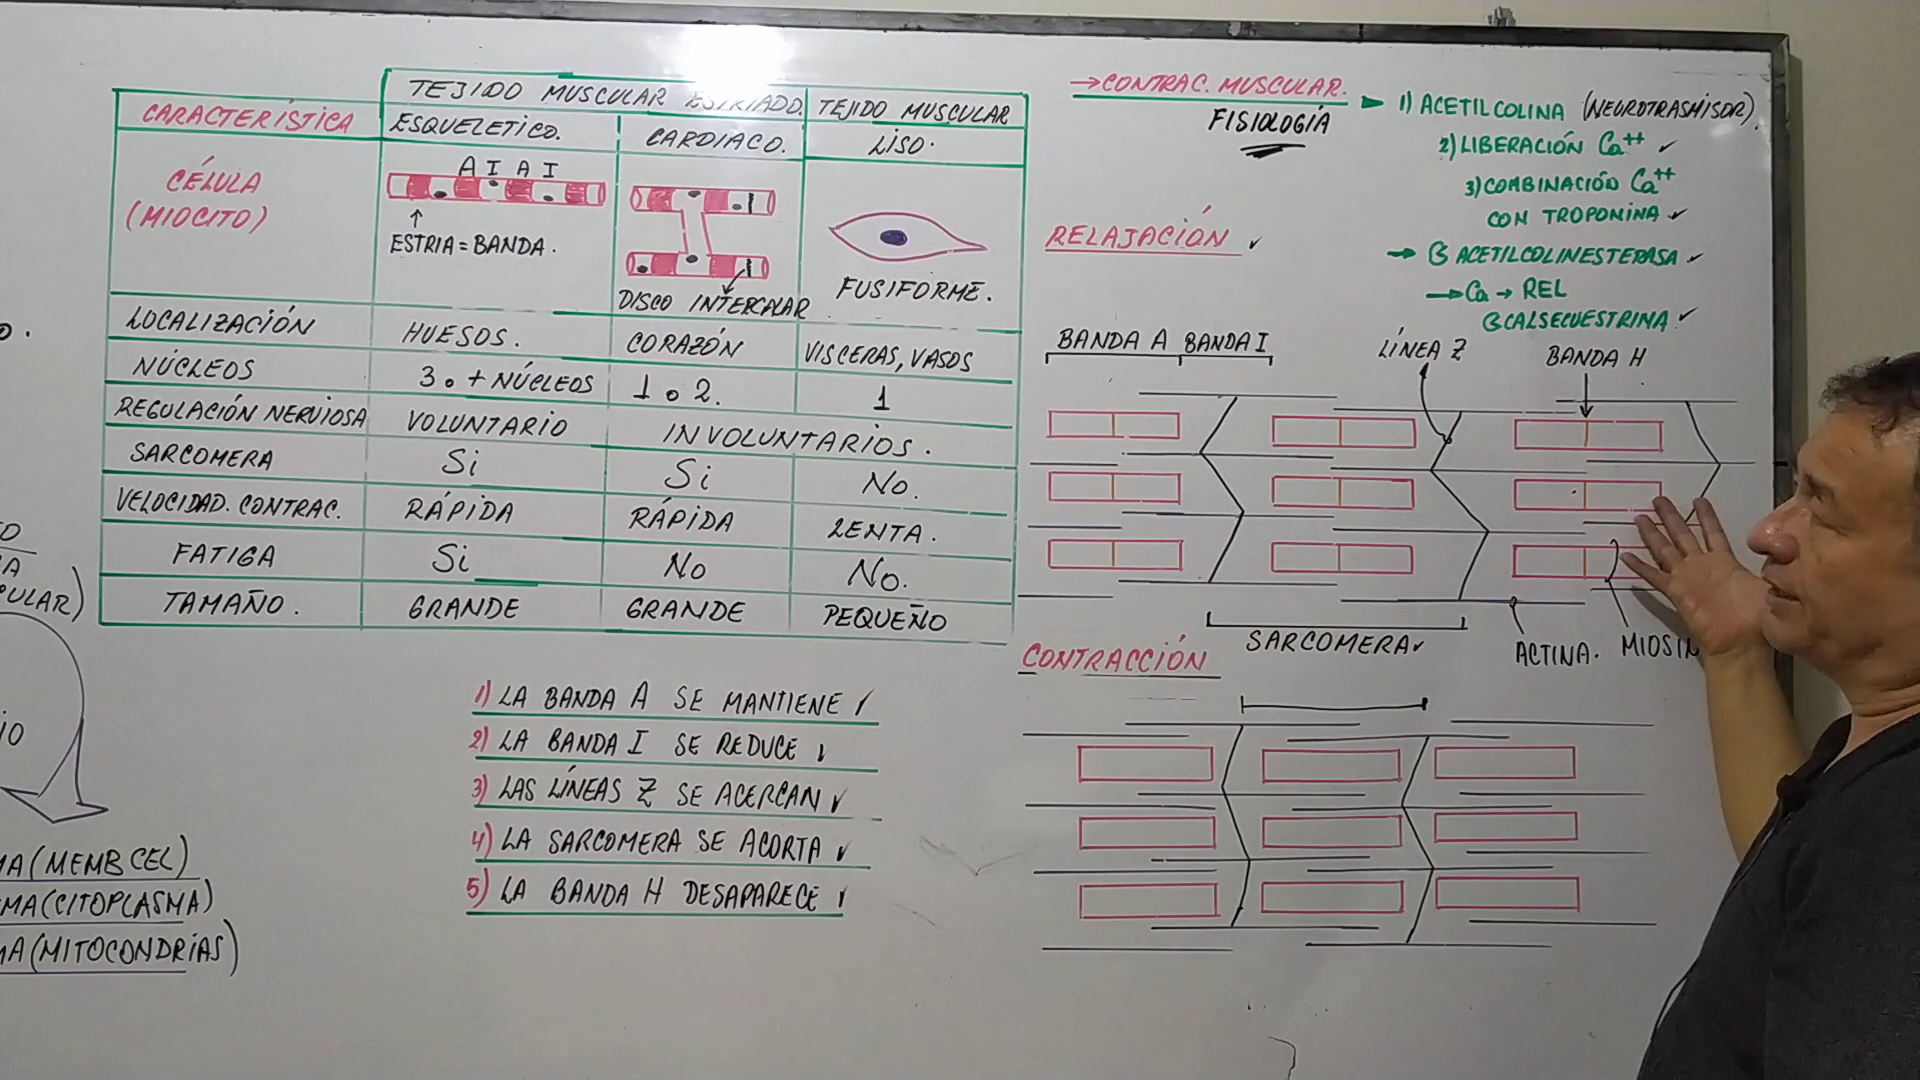 TEJIDO MUSCULAR ESTRIADO. TEJIDO MUSCULAR
CARACTERÍSTICA ESQUELETICO. CARDIACO. LISO.
CÉLULA
(MIOCITO)
A I A I
↑
ESTRIA = BANDA.
DISCO INTERCALAR
FUSIFORME.
LOCALIZACIÓN HUESOS. CORAZÓN VISCERAS, VASOS
NÚCLEOS 3 o + NÚCLEOS 1 o 2. 1
REGULACIÓN NERVIOSA VOLUNTARIO INVOLUNTARIOS.
SARCOMERA Si Si No.
VELOCIDAD. CONTRAC. RÁPIDA RÁPIDA LENTA.
FATIGA Si No No.
TAMAÑO. GRANDE GRANDE PEQUEÑO
1) LA BANDA A SE MANTIENE
2) LA BANDA I SE REDUCE
3) LAS LÍNEAS Z SE ACERCAN
4) LA SARCOMERA SE ACORTA
5) LA BANDA H DESAPARECE
→ CONTRAC. MUSCULAR.
FISIOLOGÍA
1) ACETILCOLINA (NEUROTRASMISOR).
2) LIBERACIÓN Ca++ ✓
3) COMBINACIÓN Ca++
CON TROPONINA ✓
→ ACETILCOLINESTERASA ✓
→ Ca → REL
CALSECUESTRINA ✓
RELAJACIÓN ✓
BANDA A BANDA I LÍNEA Z BANDA H
SARCOMERA ✓
ACTINA. MIOSIN
CONTRACCIÓN
ULAR)
IO
MA (MEMB CEL)
MA (CITOPLASMA)
MA (MITOCONDRIAS)